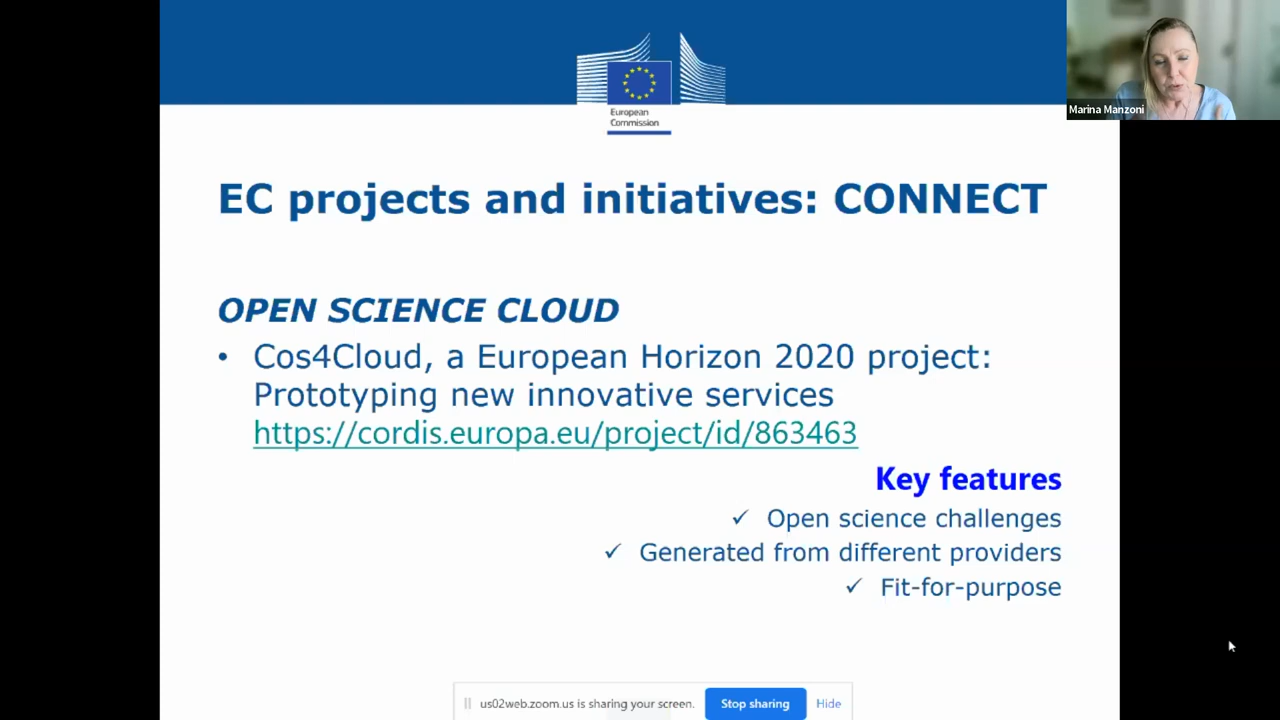 European
Commission
Marina Manzoni
EC projects and initiatives: CONNECT
OPEN SCIENCE CLOUD
• Cos4Cloud, a European Horizon 2020 project:
Prototyping new innovative services
https://cordis.europa.eu/project/id/863463
Key features
✓ Open science challenges
✓ Generated from different providers
✓ Fit-for-purpose
us02web.zoom.us is sharing your screen. Stop sharing Hide